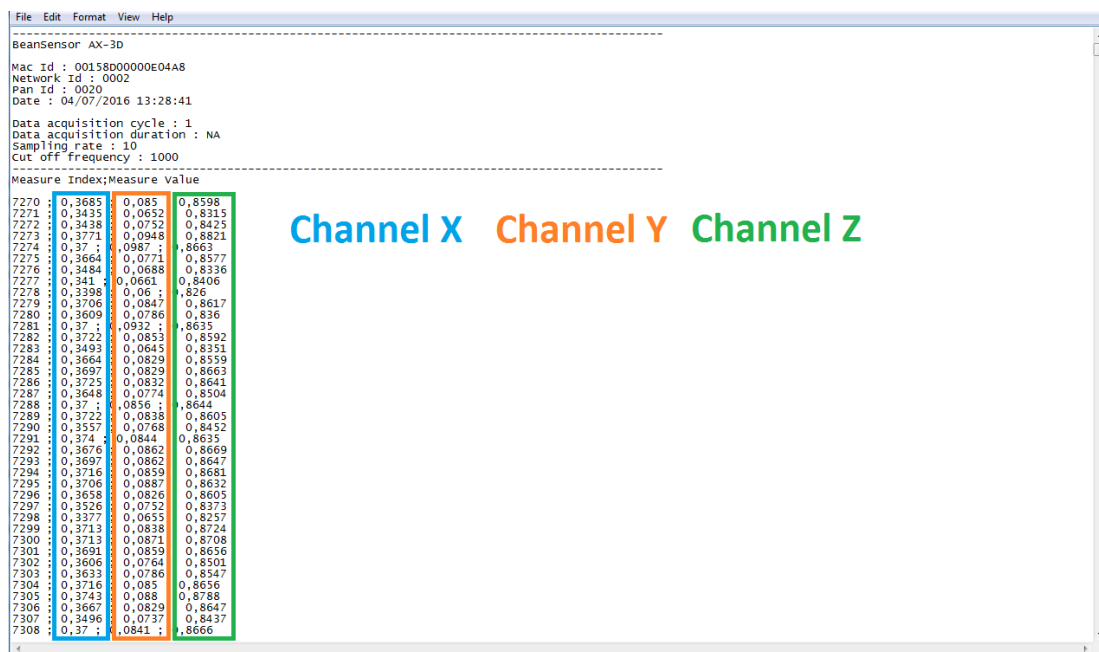 File Edit Format View Help
--------------------------------------------------------------------------------------------
BeanSensor AX-3D
Mac Id : 00158D00000E04A8
Network Id : 0002
Pan Id : 0020
Date : 04/07/2016 13:28:41
Data acquisition cycle : 1
Data acquisition duration : NA
Sampling rate : 10
Cut off frequency : 1000
--------------------------------------------------------------------------------------------
Measure Index;Measure Value
7270 ; 0,3685 ; 0,085 0,8598
7271 ; 0,3435 ; 0,0652 0,8315
7272 ; 0,3438 ; 0,0752 0,8425
Channel X Channel Y Channel Z
7273 ; 0,3771 ; 0,0948 0,8821
7274 ; 0,37 ; 0,0987 ; 0,8663
7275 ; 0,3664 ; 0,0771 0,8577
7276 ; 0,3484 ; 0,0688 0,8336
7277 ; 0,341 ; 0,0661 0,8406
7278 ; 0,3398 ; 0,06 ; 0,826
7279 ; 0,3706 ; 0,0847 0,8617
7280 ; 0,3609 ; 0,0786 0,836
7281 ; 0,37 ; 0,0932 ; 0,8635
7282 ; 0,3722 ; 0,0853 0,8592
7283 ; 0,3493 ; 0,0645 0,8351
7284 ; 0,3664 ; 0,0829 0,8559
7285 ; 0,3697 ; 0,0829 0,8663
7286 ; 0,3725 ; 0,0832 0,8641
7287 ; 0,3648 ; 0,0774 0,8504
7288 ; 0,37 ; 0,0856 ; 0,8644
7289 ; 0,3722 ; 0,0838 0,8605
7290 ; 0,3557 ; 0,0768 0,8452
7291 ; 0,374 ; 0,0844 0,8635
7292 ; 0,3676 ; 0,0862 0,8669
7293 ; 0,3697 ; 0,0862 0,8647
7294 ; 0,3716 ; 0,0859 0,8681
7295 ; 0,3706 ; 0,0887 0,8632
7296 ; 0,3658 ; 0,0826 0,8605
7297 ; 0,3526 ; 0,0752 0,8373
7298 ; 0,3377 ; 0,0655 0,8257
7299 ; 0,3713 ; 0,0838 0,8724
7300 ; 0,3713 ; 0,0871 0,8708
7301 ; 0,3691 ; 0,0859 0,8656
7302 ; 0,3606 ; 0,0764 0,8501
7303 ; 0,3633 ; 0,0786 0,8547
7304 ; 0,3716 ; 0,085 0,8656
7305 ; 0,3743 ; 0,088 0,8788
7306 ; 0,3667 ; 0,0829 0,8647
7307 ; 0,3496 ; 0,0737 0,8437
7308 ; 0,37 ; 0,0841 ; 0,8666